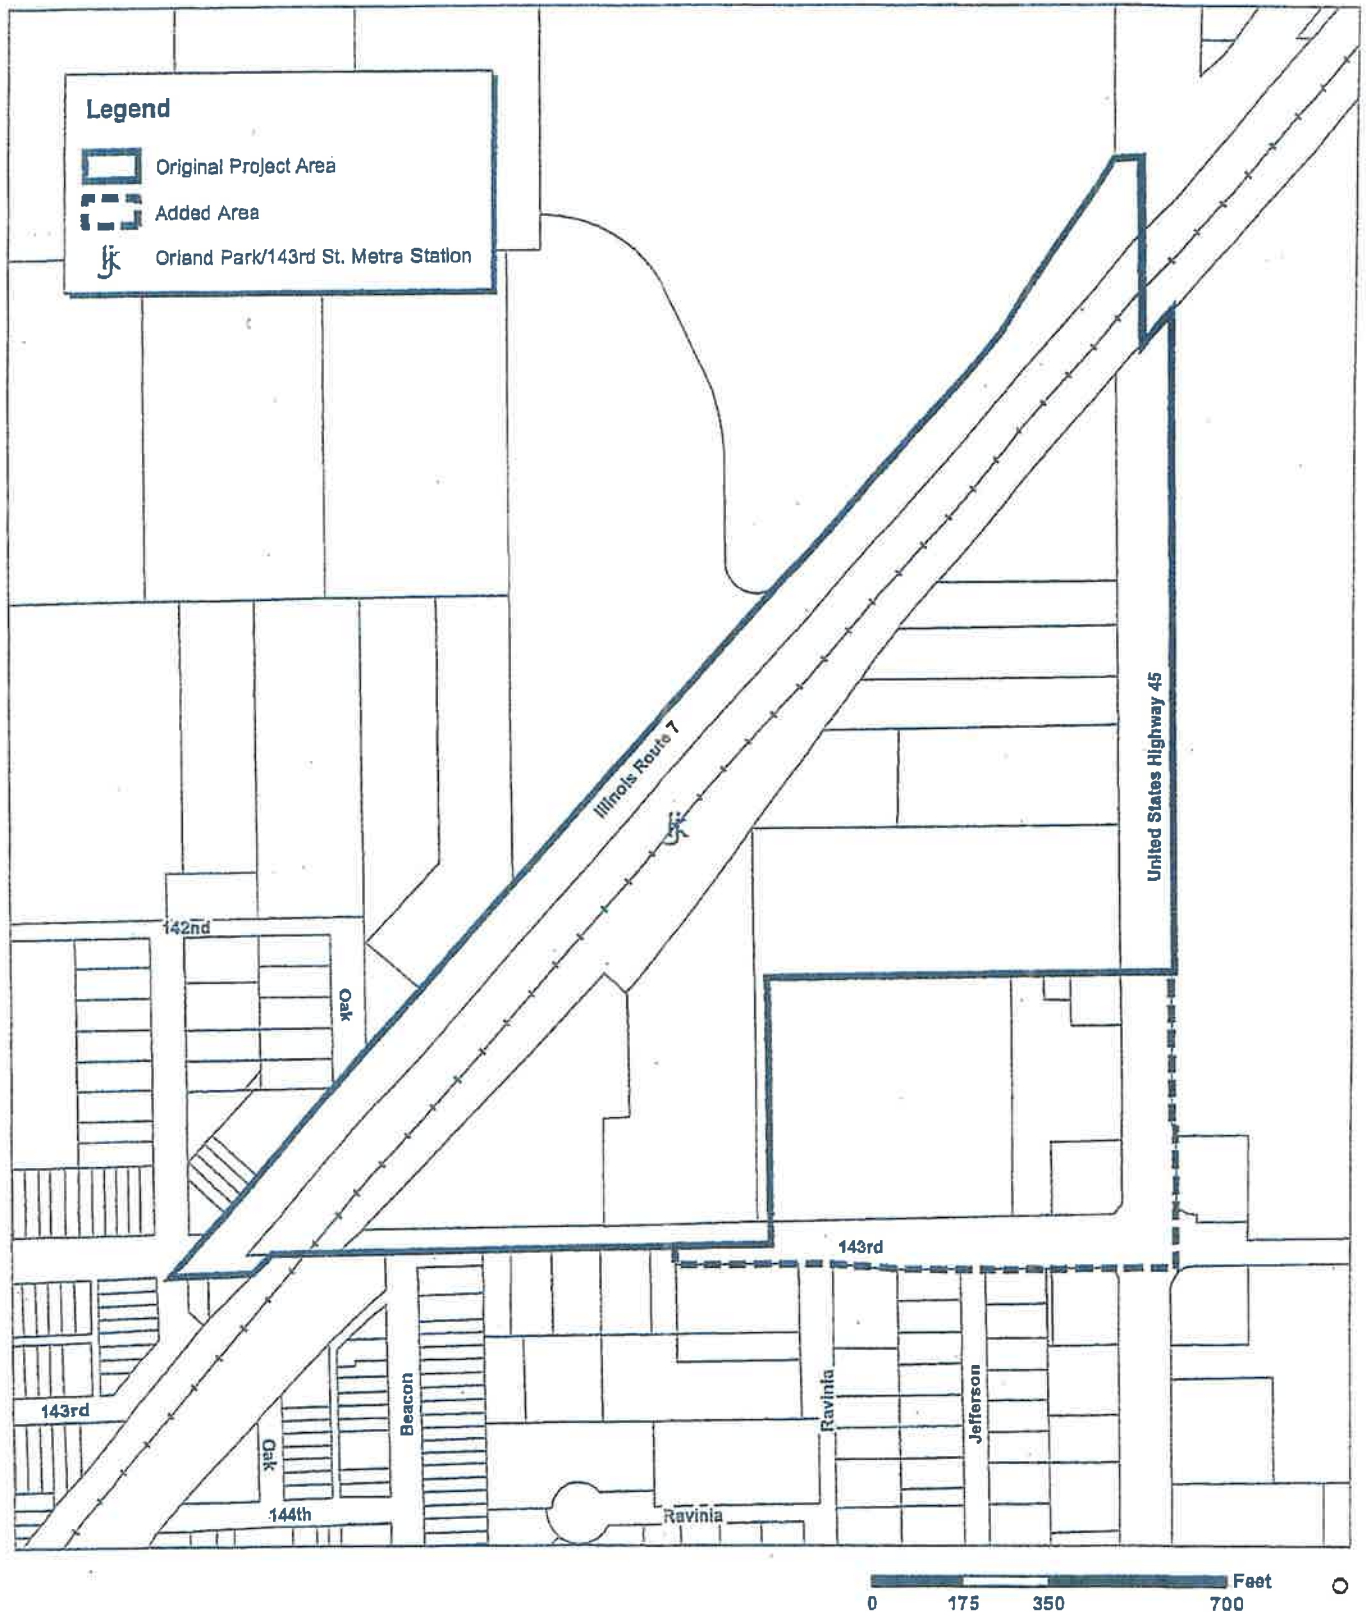 Legend
Original Project Area
Added Area
Orland Park/143rd St. Metra Station
Illinois Route 7
United States Highway 45
142nd
Oak
143rd
143rd
Beacon
Ravinia
Jefferson
Oak
144th
Ravinia
Feet
0 175 350 700